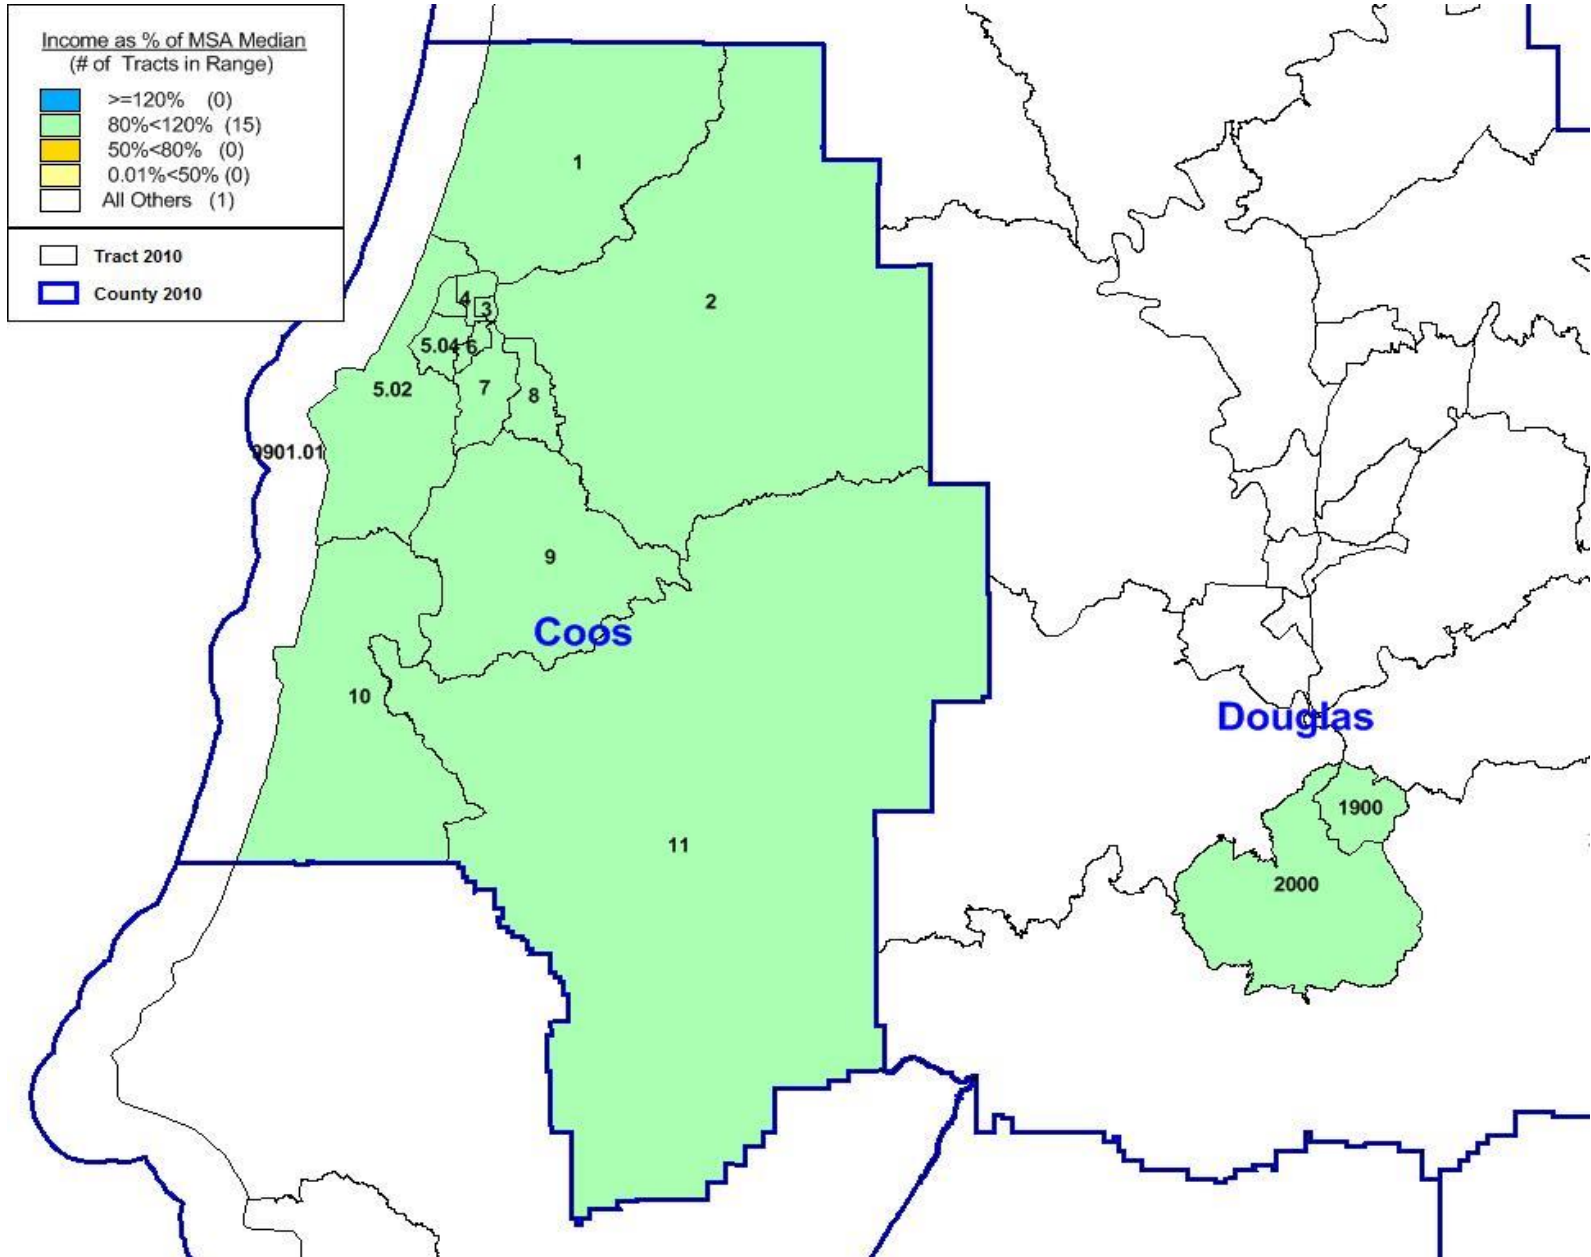 Income as % of MSA Median
(# of Tracts in Range)
>=120% (0)
80%<120% (15)
50%<80% (0)
0.01%<50% (0)
All Others (1)
Tract 2010
County 2010
1
2
4
3
5.04
6
5.02
7
8
9901.01
9
Coos
10
Douglas
1900
11
2000